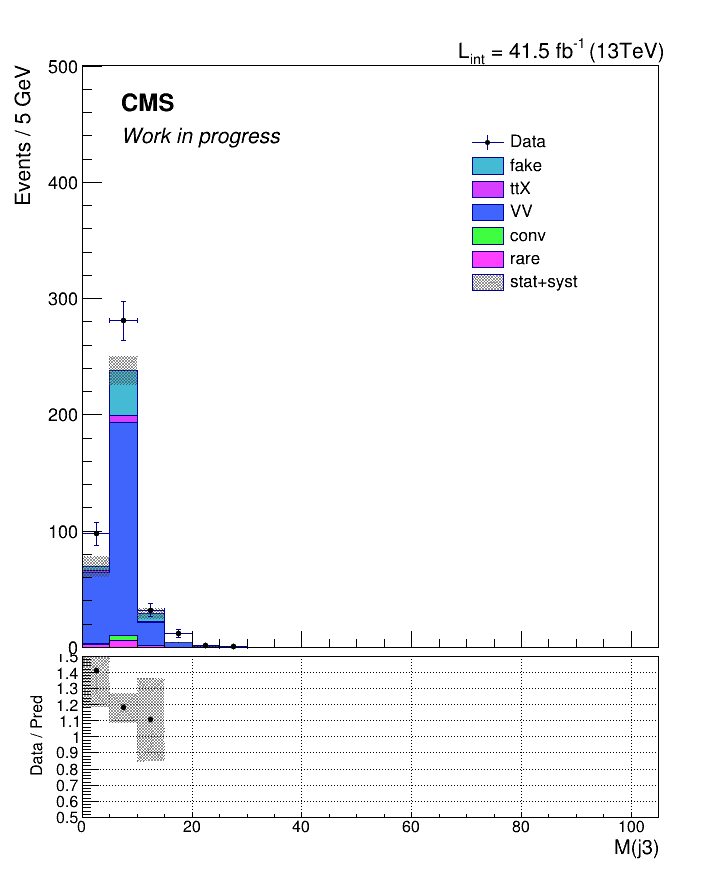 L_int = 41.5 fb^-1 (13TeV)
Events / 5 GeV
500
CMS
Work in progress
Data
fake
ttX
VV
conv
rare
stat+syst
400
300
200
100
0
Data / Pred
1.5
1.4
1.3
1.2
1.1
1
0.9
0.8
0.7
0.6
0.5
0 20 40 60 80 100
M(j3)